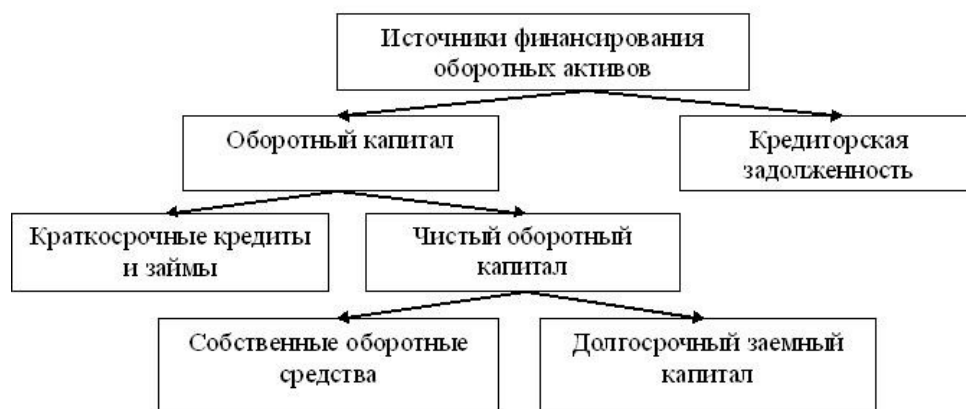 Источники финансирования
оборотных активов
Оборотный капитал
Кредиторская
задолженность
Краткосрочные кредиты
и займы
Чистый оборотный
капитал
Собственные оборотные
средства
Долгосрочный заемный
капитал